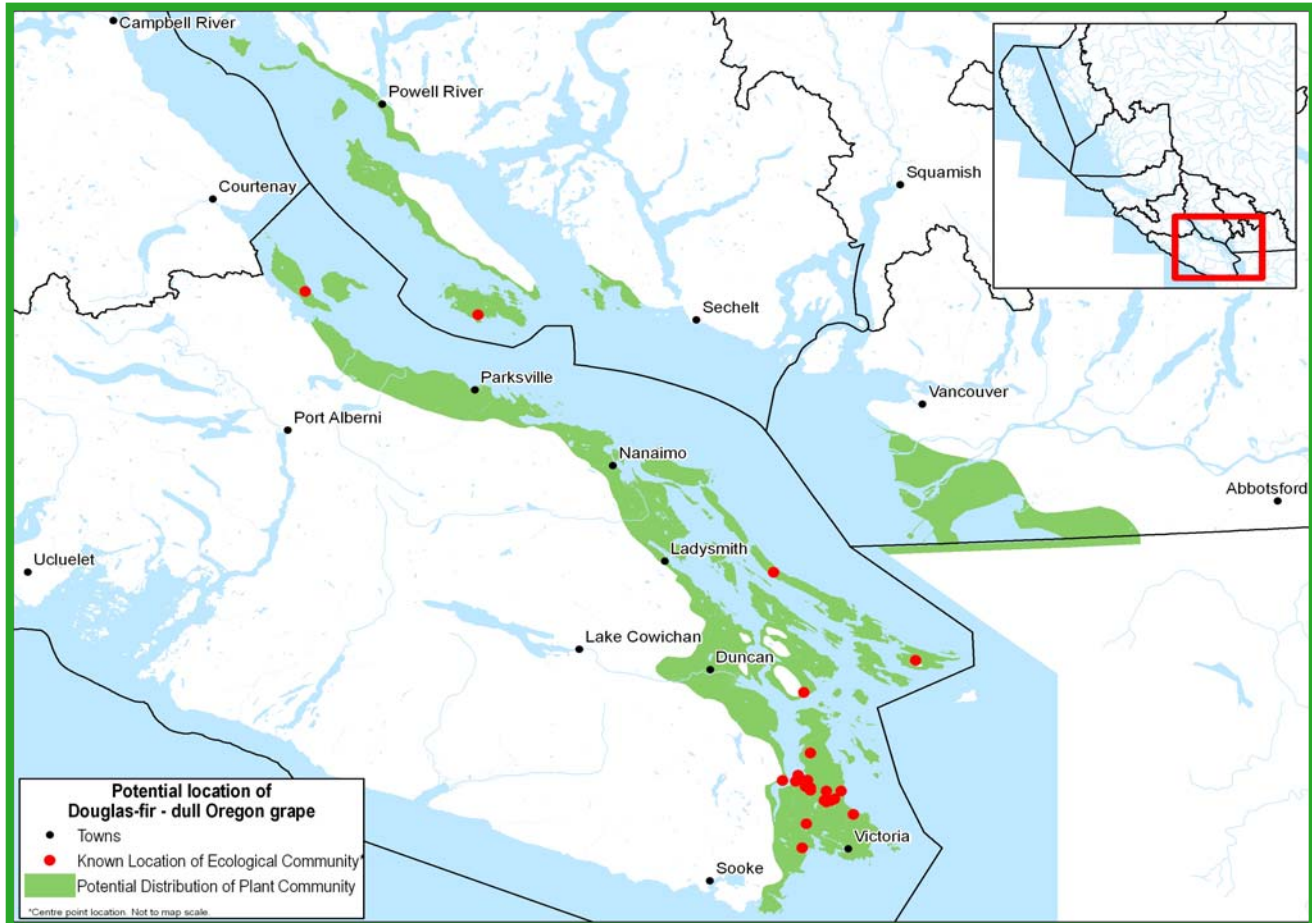 Campbell River
Powell River
Courtenay
Squamish
Sechelt
Parksville
Vancouver
Port Alberni
Nanaimo
Abbotsford
Ladysmith
Ucluelet
Lake Cowichan
Duncan
Victoria
Sooke
Potential location of
Douglas-fir - dull Oregon grape
Towns
Known Location of Ecological Community*
Potential Distribution of Plant Community
*Centre point location. Not to map scale.